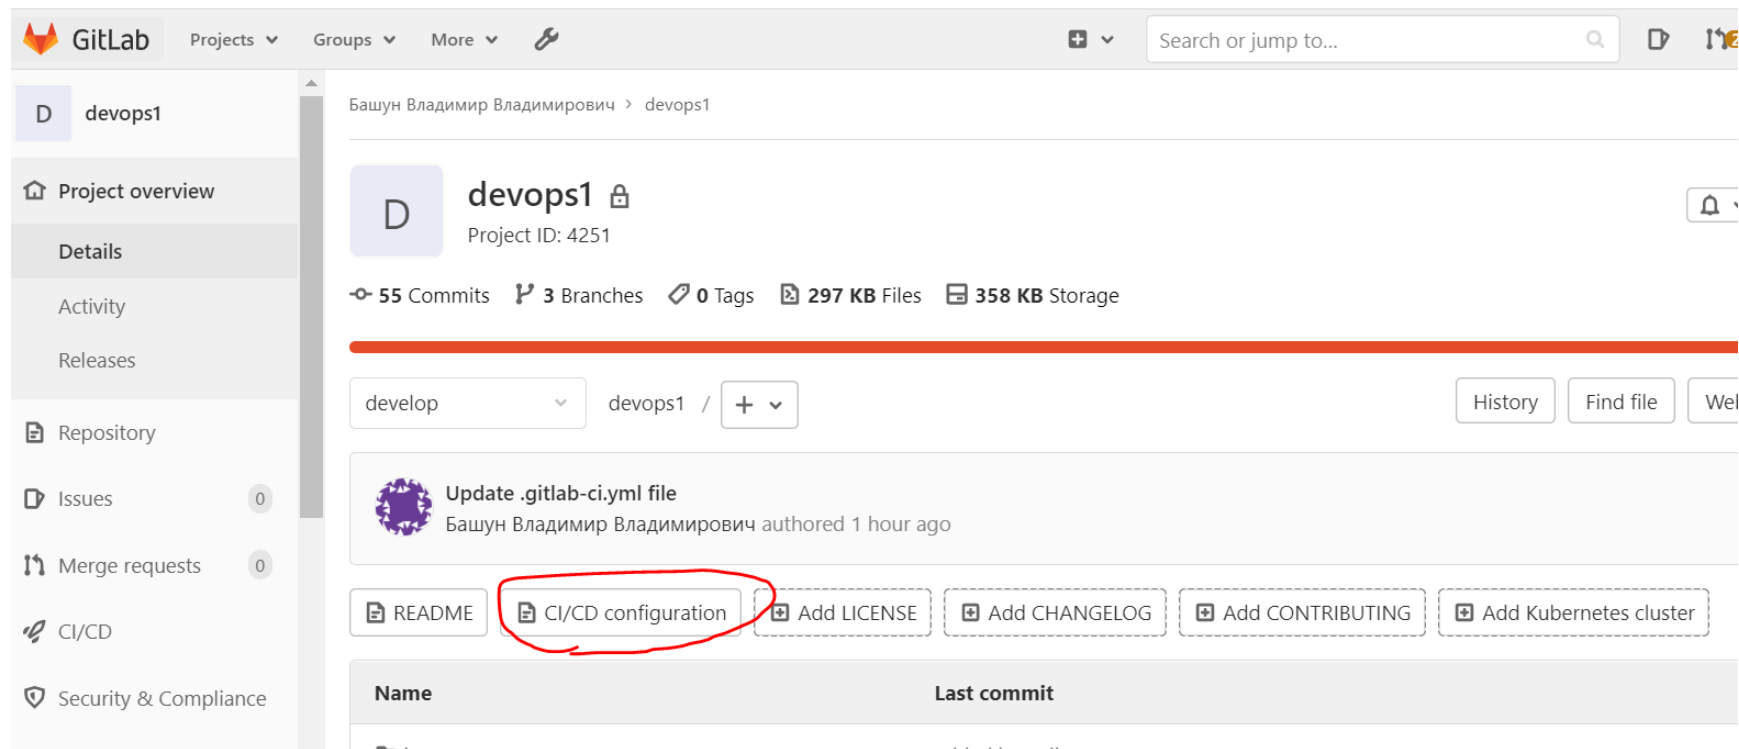 GitLab Projects Groups More Search or jump to...
D devops1
Башун Владимир Владимирович › devops1
Project overview
Details
Activity
Releases
Repository
Issues 0
Merge requests 0
CI/CD
Security & Compliance
D
devops1
Project ID: 4251
55 Commits 3 Branches 0 Tags 297 KB Files 358 KB Storage
develop devops1 / + History Find file
Update .gitlab-ci.yml file
Башун Владимир Владимирович authored 1 hour ago
README CI/CD configuration Add LICENSE Add CHANGELOG Add CONTRIBUTING Add Kubernetes cluster
Name Last commit